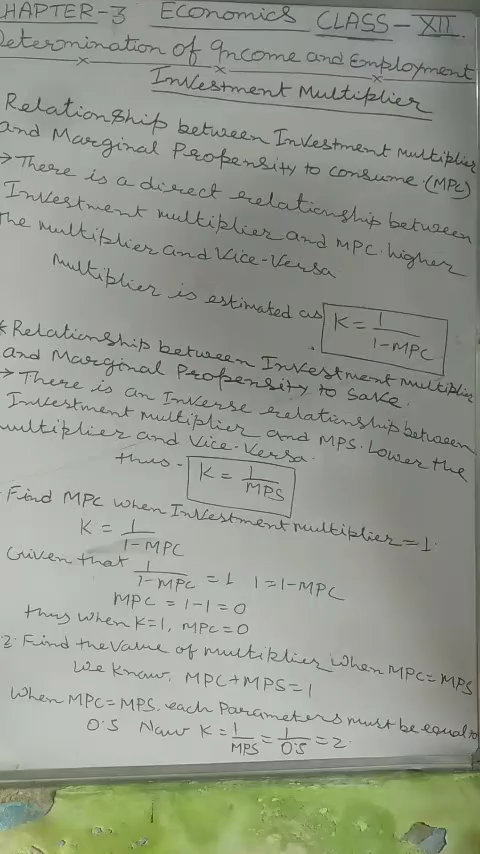 HAPTER-3 Economics CLASS-XII.
Determination of Income and Employment
Investment Multiplier
Relationship between Investment multiplier
and Marginal Propensity to consume.(MPC)
→ There is a direct relationship between
Investment multiplier and MPC. higher
the multiplier and Vice-Versa
Multiplier is estimated as K = 1/1-MPC
* Relationship between Investment Multiplier
and Marginal Propensity to Save.
→ There is an Inverse relationship between
Investment multiplier and MPS. Lower the
multiplier and Vice-Versa.
thus - K = 1/MPS
Find MPC when Investment multiplier = 1.
K = 1/1-MPC
Given that 1/1-MPC = 1 1 = 1-MPC
MPC = 1-1 = 0
thus when K=1, MPC=0
2. Find the value of multiplier when MPC=MPS
We know, MPC+MPS=1
When MPC=MPS, each Parameters must be equal to
0.5 Now K = 1/MPS = 1/0.5 = 2.